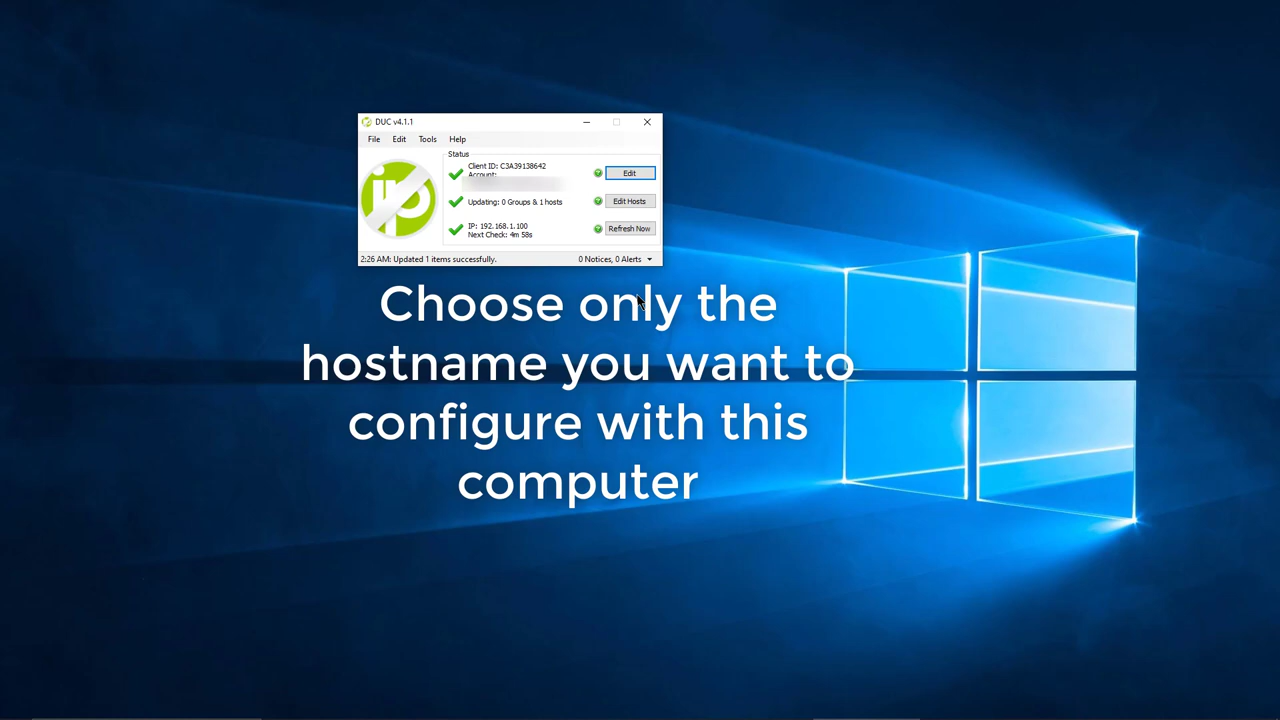 DUC v4.1.1
File Edit Tools Help
Status
Client ID: C3A39138642
Account:
Edit
Updating: 0 Groups & 1 hosts
Edit Hosts
IP: 192.168.1.100
Next Check: 4m 58s
Refresh Now
2:26 AM: Updated 1 items successfully.
0 Notices, 0 Alerts
ip
Choose only the
hostname you want to
configure with this
computer